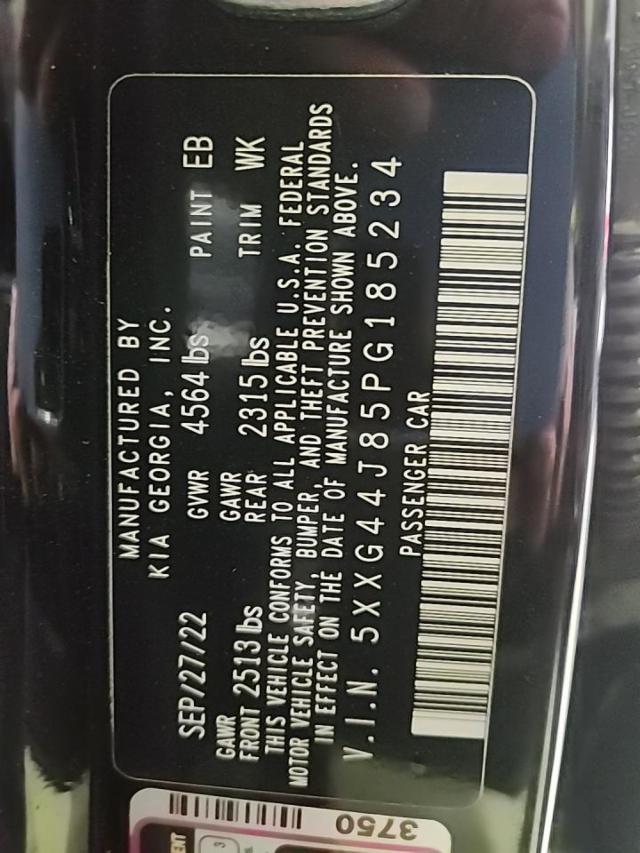 MANUFACTURED BY
KIA GEORGIA, INC.
SEP/27/22 GVWR 4564 lbs PAINT EB
GAWR FRONT 2513 lbs GAWR REAR 2315 lbs TRIM WK
THIS VEHICLE CONFORMS TO ALL APPLICABLE U.S.A. FEDERAL
MOTOR VEHICLE SAFETY, BUMPER, AND THEFT PREVENTION STANDARDS
IN EFFECT ON THE DATE OF MANUFACTURE SHOWN ABOVE.
V.I.N. 5XXG44J85PG185234
PASSENGER CAR
3750
3